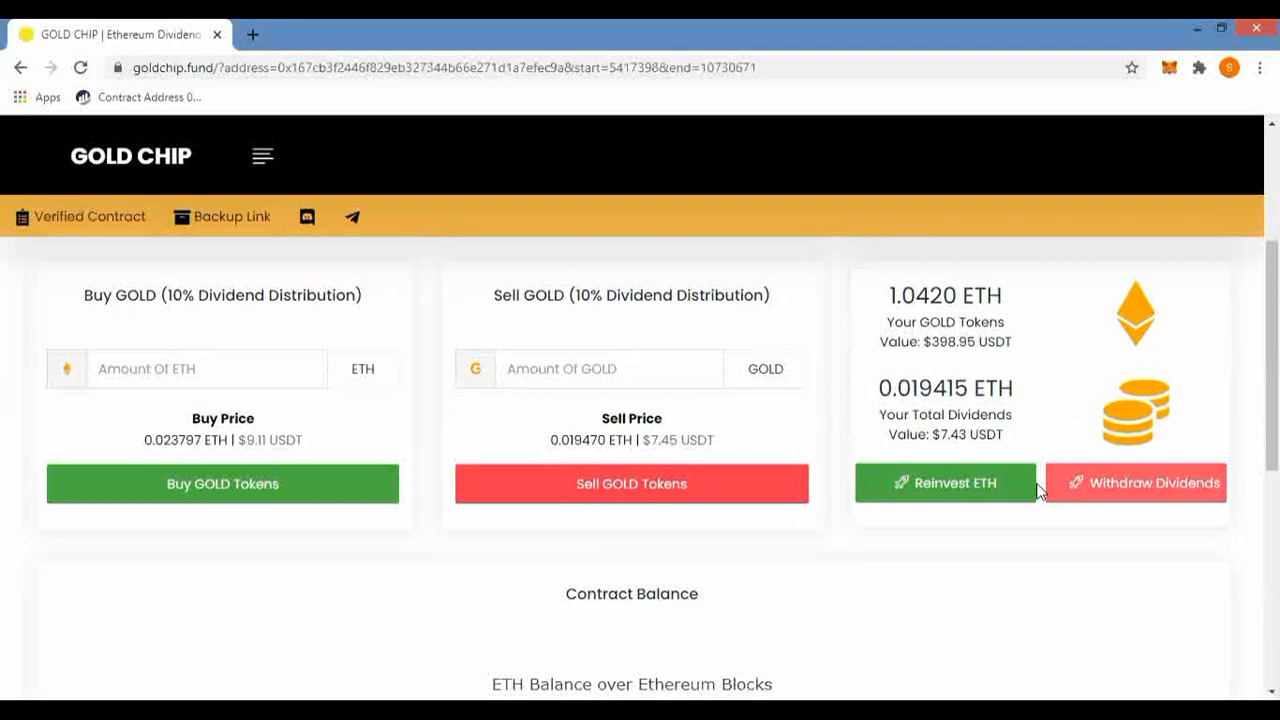 GOLD CHIP | Ethereum Dividend
goldchip.fund/?address=0x167cb3f2446f829eb327344b66e271d1a7efec9a&start=5417398&end=10730671
S
Apps
Contract Address 0...
GOLD CHIP
Verified Contract
Backup Link
Buy GOLD (10% Dividend Distribution)
Amount Of ETH
ETH
Buy Price
0.023797 ETH | $9.11 USDT
Buy GOLD Tokens
Sell GOLD (10% Dividend Distribution)
G
Amount Of GOLD
GOLD
Sell Price
0.019470 ETH | $7.45 USDT
Sell GOLD Tokens
1.0420 ETH
Your GOLD Tokens
Value: $398.95 USDT
0.019415 ETH
Your Total Dividends
Value: $7.43 USDT
Reinvest ETH
Withdraw Dividends
Contract Balance
ETH Balance over Ethereum Blocks